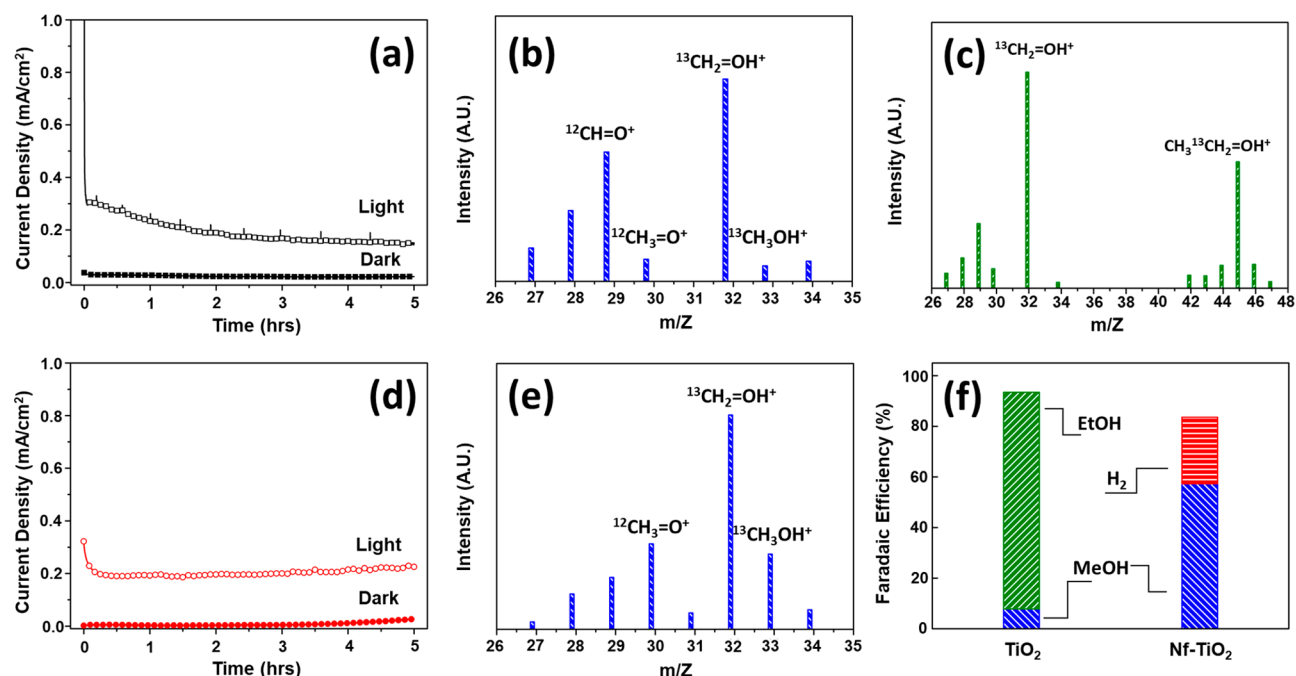 (a)
Current Density (mA/cm²)
1.0
0.8
0.6
0.4
0.2
0.0
Light
Dark
0 1 2 3 4 5
Time (hrs)
(b)
Intensity (A.U.)
¹²CH=O⁺
¹²CH₃=O⁺
¹³CH₂=OH⁺
¹³CH₃OH⁺
26 27 28 29 30 31 32 33 34 35
m/Z
(c)
Intensity (A.U.)
¹³CH₂=OH⁺
CH₃¹³CH₂=OH⁺
26 28 30 32 34 36 38 40 42 44 46 48
m/Z
(d)
Current Density (mA/cm²)
1.0
0.8
0.6
0.4
0.2
0.0
Light
Dark
0 1 2 3 4 5
Time (hrs)
(e)
Intensity (A.U.)
¹³CH₂=OH⁺
¹²CH₃=O⁺
¹³CH₃OH⁺
26 27 28 29 30 31 32 33 34 35
m/Z
(f)
Faradaic Efficiency (%)
100
80
60
40
20
0
EtOH
H₂
MeOH
TiO₂
Nf-TiO₂